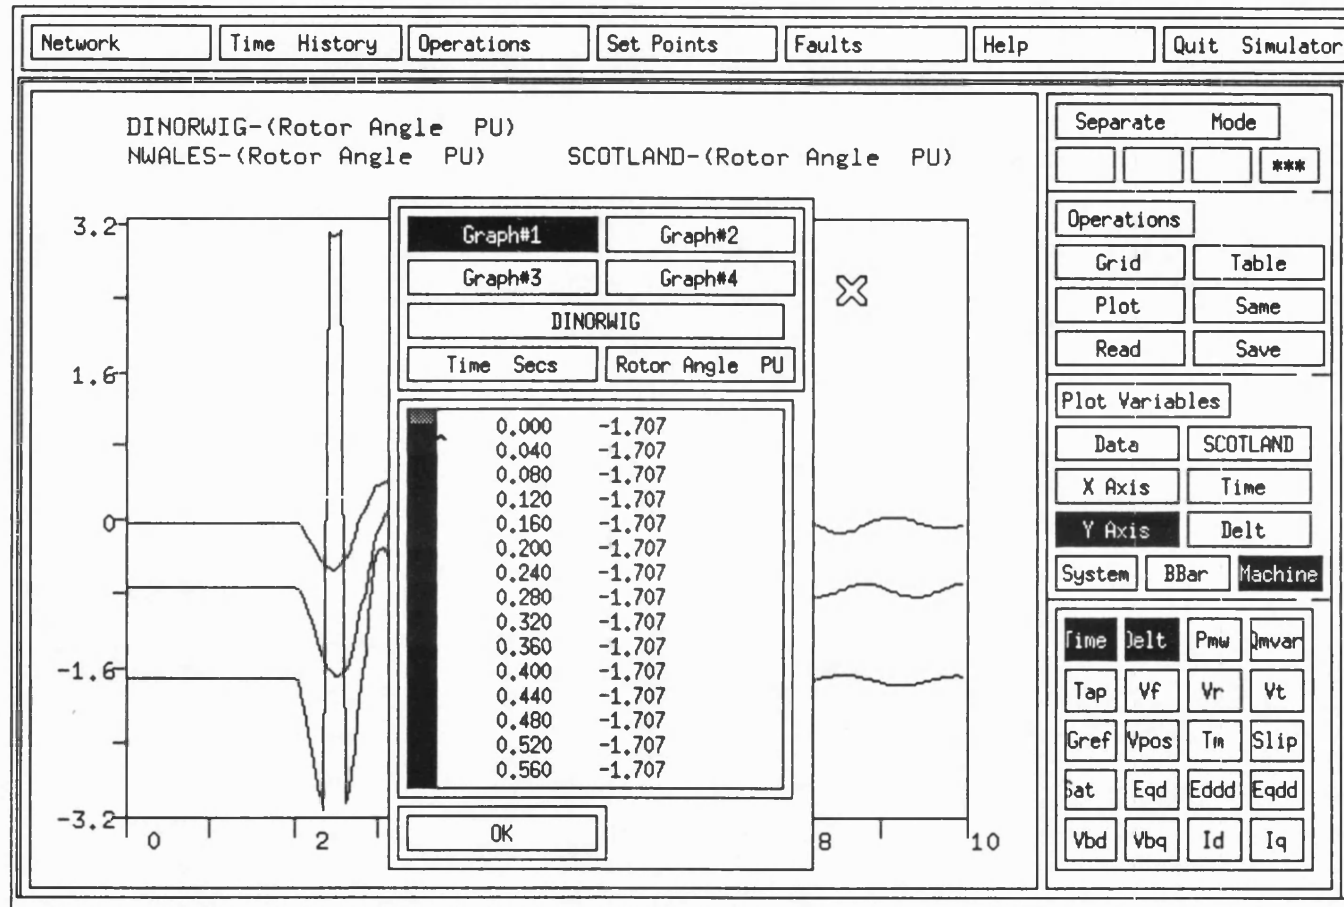 Network Time History Operations Set Points Faults Help Quit Simulator
DINORWIG-(Rotor Angle PU)
NWALES-(Rotor Angle PU) SCOTLAND-(Rotor Angle PU)
3.2
1.6
0
-1.6
-3.2
0 2 8 10
Graph#1 Graph#2
Graph#3 Graph#4
DINORWIG
Time Secs Rotor Angle PU
0.000 -1.707
0.040 -1.707
0.080 -1.707
0.120 -1.707
0.160 -1.707
0.200 -1.707
0.240 -1.707
0.280 -1.707
0.320 -1.707
0.360 -1.707
0.400 -1.707
0.440 -1.707
0.480 -1.707
0.520 -1.707
0.560 -1.707
OK
Separate Mode
***
Operations
Grid Table
Plot Same
Read Save
Plot Variables
Data SCOTLAND
X Axis Time
Y Axis Delt
System BBar Machine
Time Delt Pmw Qmvar
Tap Vf Vr Vt
Gref Vpos Tm Slip
Sat Eqd Eddd Eqdd
Vbd Vbq Id Iq